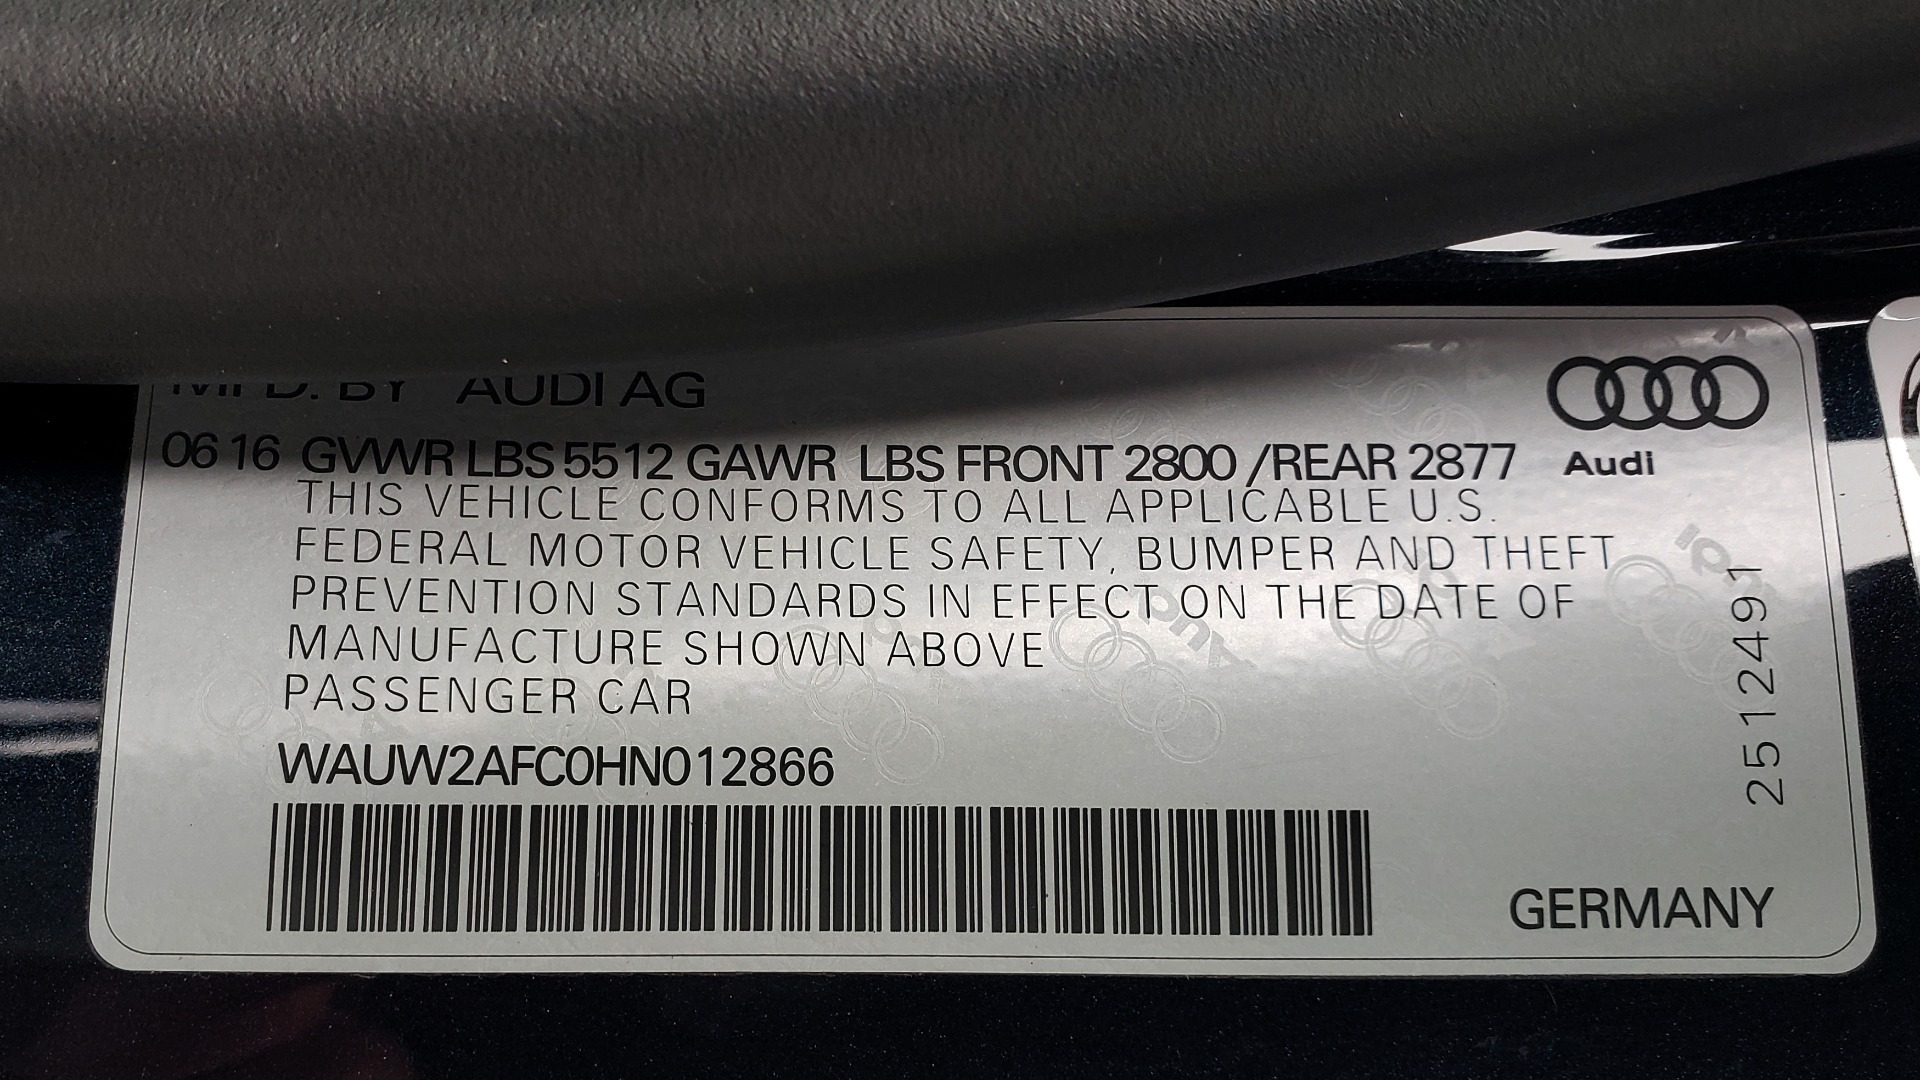 MFD. BY AUDI AG
06 16 GVWR LBS 5512 GAWR LBS FRONT 2800 /REAR 2877
Audi
THIS VEHICLE CONFORMS TO ALL APPLICABLE U.S.
FEDERAL MOTOR VEHICLE SAFETY, BUMPER AND THEFT
PREVENTION STANDARDS IN EFFECT ON THE DATE OF
MANUFACTURE SHOWN ABOVE
PASSENGER CAR
WAUW2AFC0HN012866
2512491
GERMANY